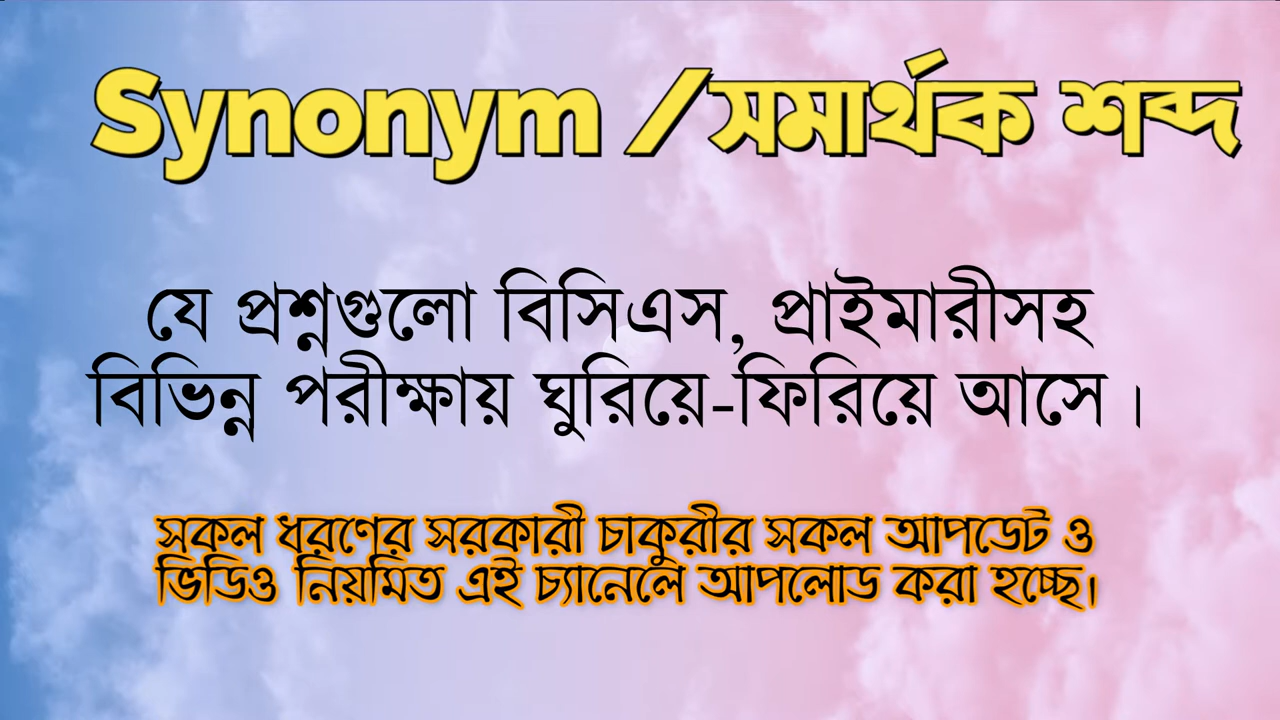 Synonym /সমার্থক শব্দ
যে প্রশ্নগুলো বিসিএস, প্রাইমারীসহ
বিভিন্ন পরীক্ষায় ঘুরিয়ে-ফিরিয়ে আসে।
সকল ধরণের সরকারী চাকুরীর সকল আপডেট ও
ভিডিও নিয়মিত এই চ্যানেলে আপলোড করা হচ্ছে।